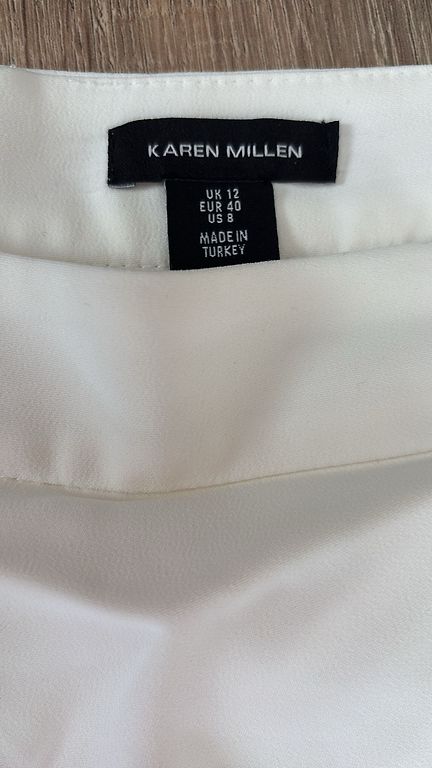 KAREN MILLEN
UK 12
EUR 40
US 8
MADE IN
TURKEY